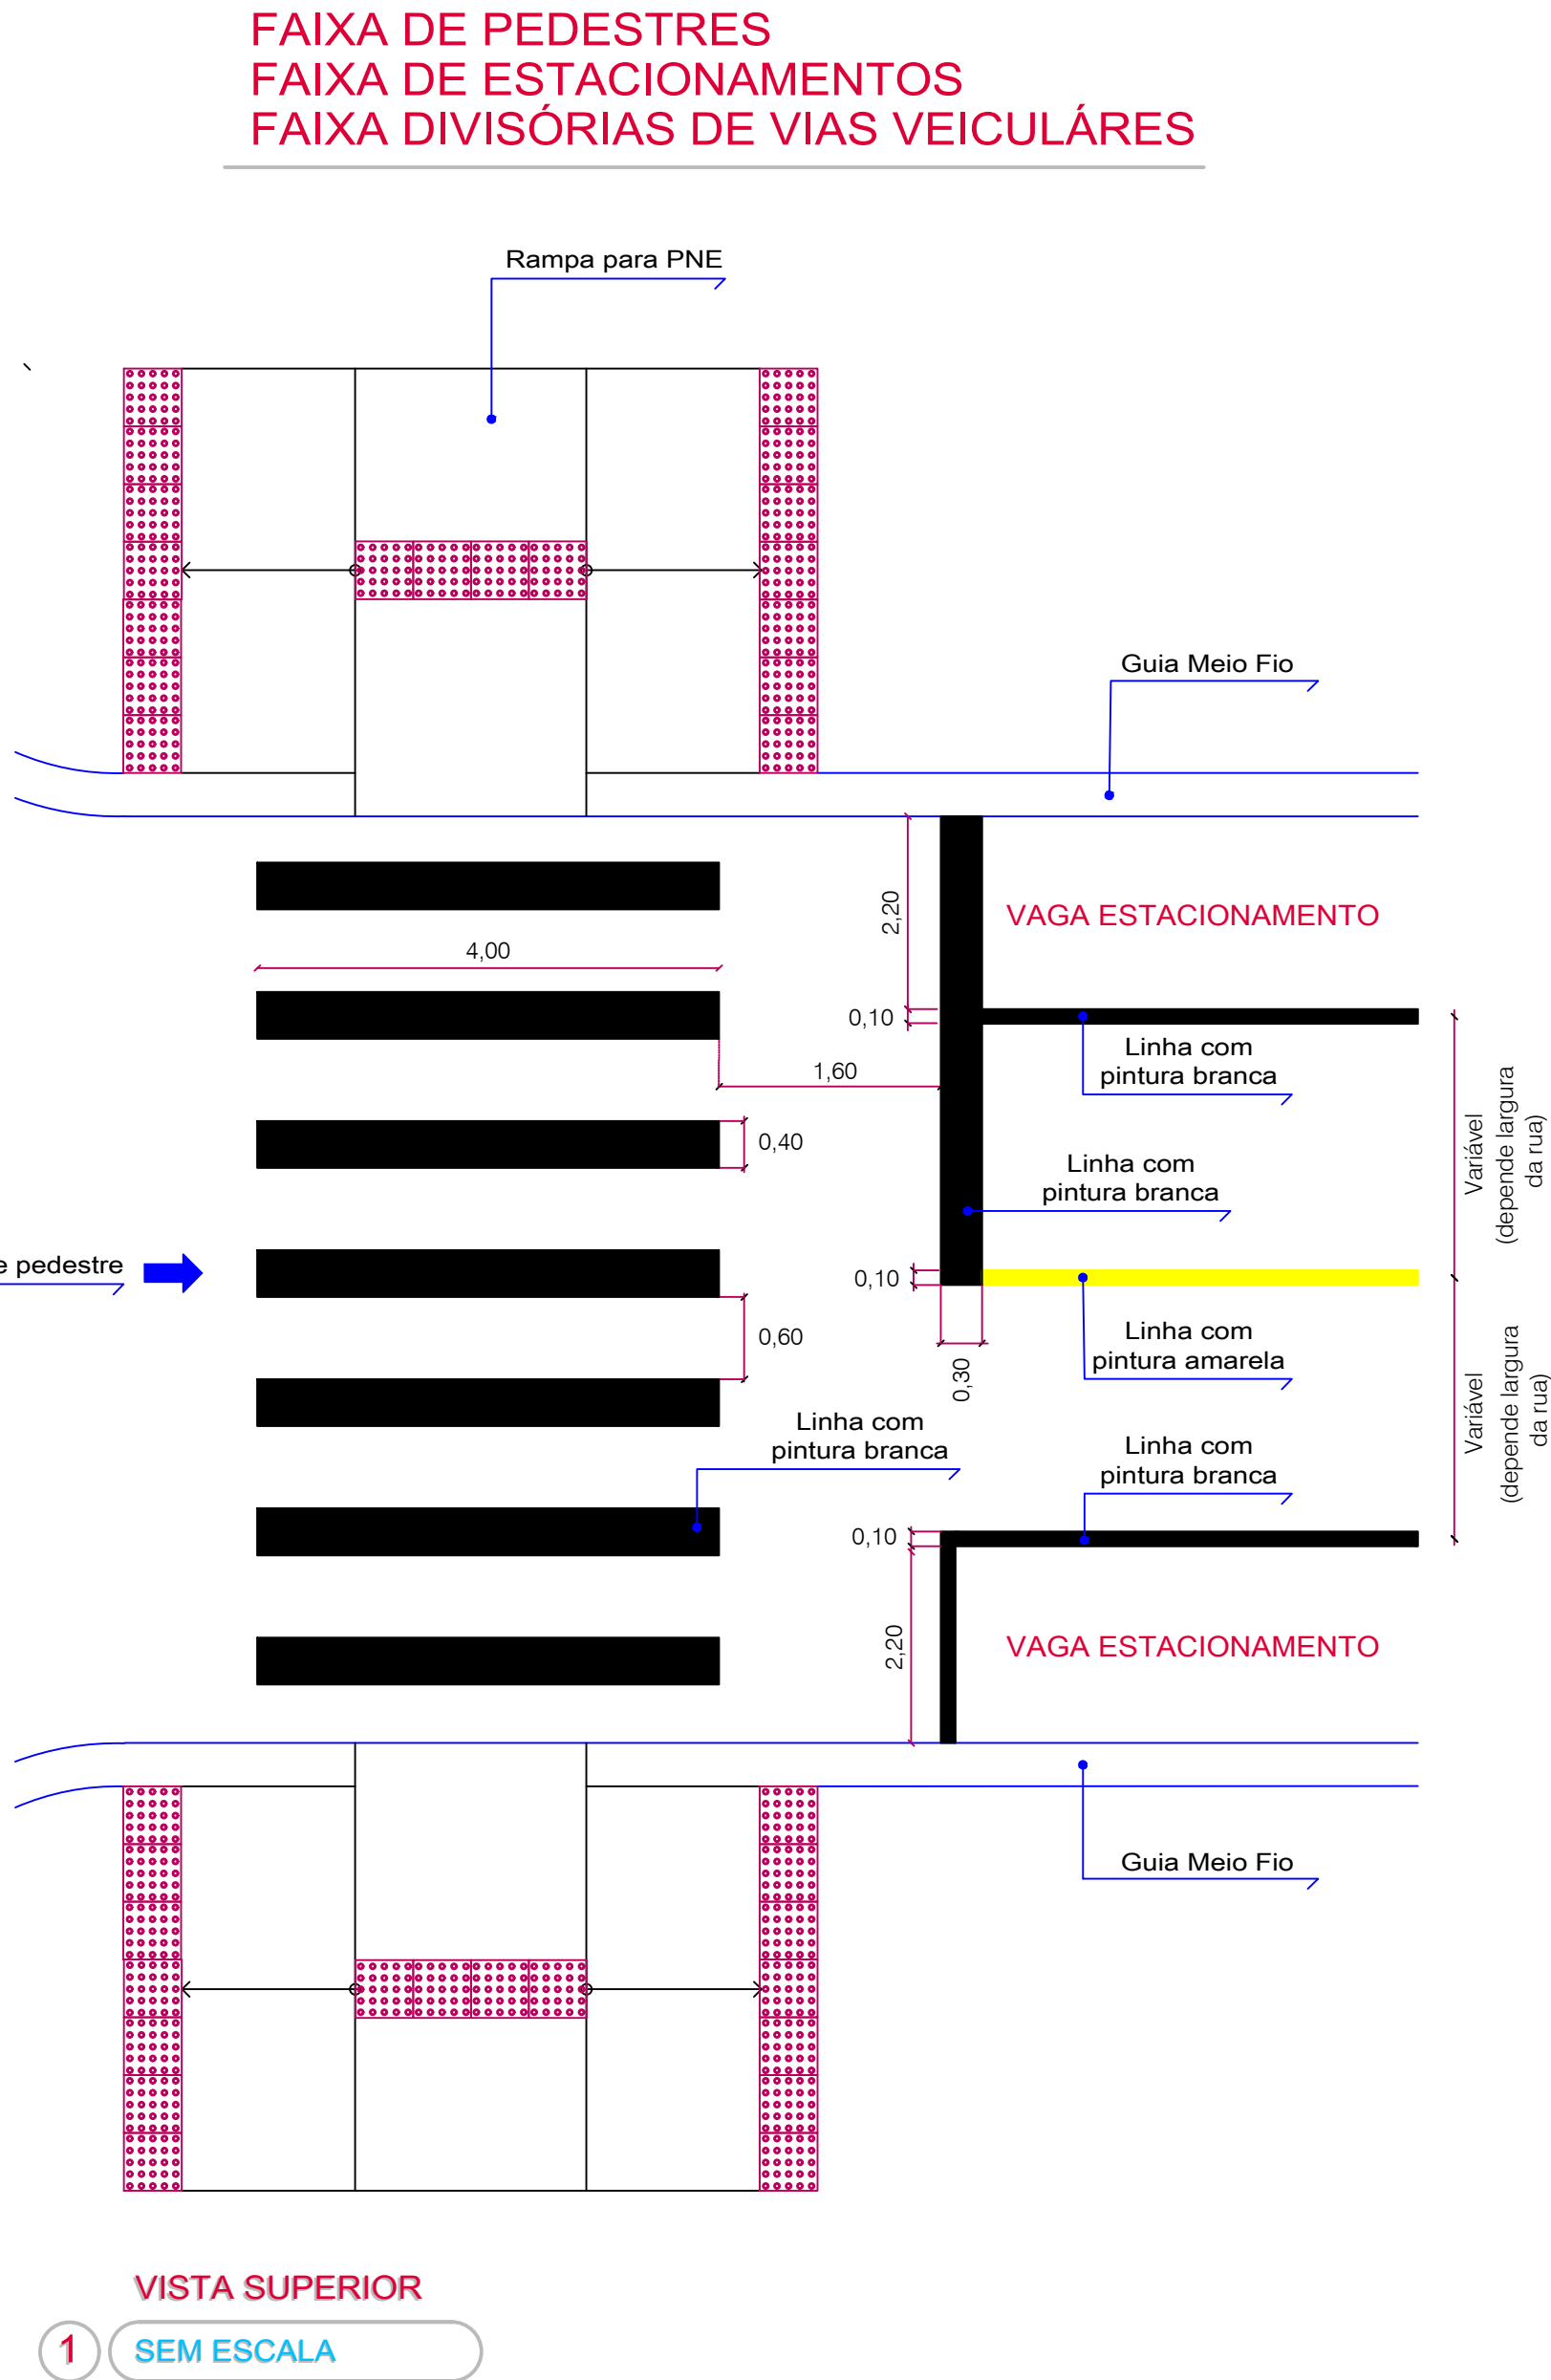 FAIXA DE PEDESTRES
FAIXA DE ESTACIONAMENTOS
FAIXA DIVISÓRIAS DE VIAS VEICULÁRES
Rampa para PNE
Guia Meio Fio
2,20
VAGA ESTACIONAMENTO
4,00
0,10
Linha com
pintura branca
1,60
Variável
(depende largura
da rua)
0,40
Linha com
pintura branca
e pedestre
0,10
0,60
Linha com
pintura amarela
0,30
Variável
(depende largura
da rua)
Linha com
pintura branca
Linha com
pintura branca
0,10
2,20
VAGA ESTACIONAMENTO
Guia Meio Fio
VISTA SUPERIOR
1
SEM ESCALA